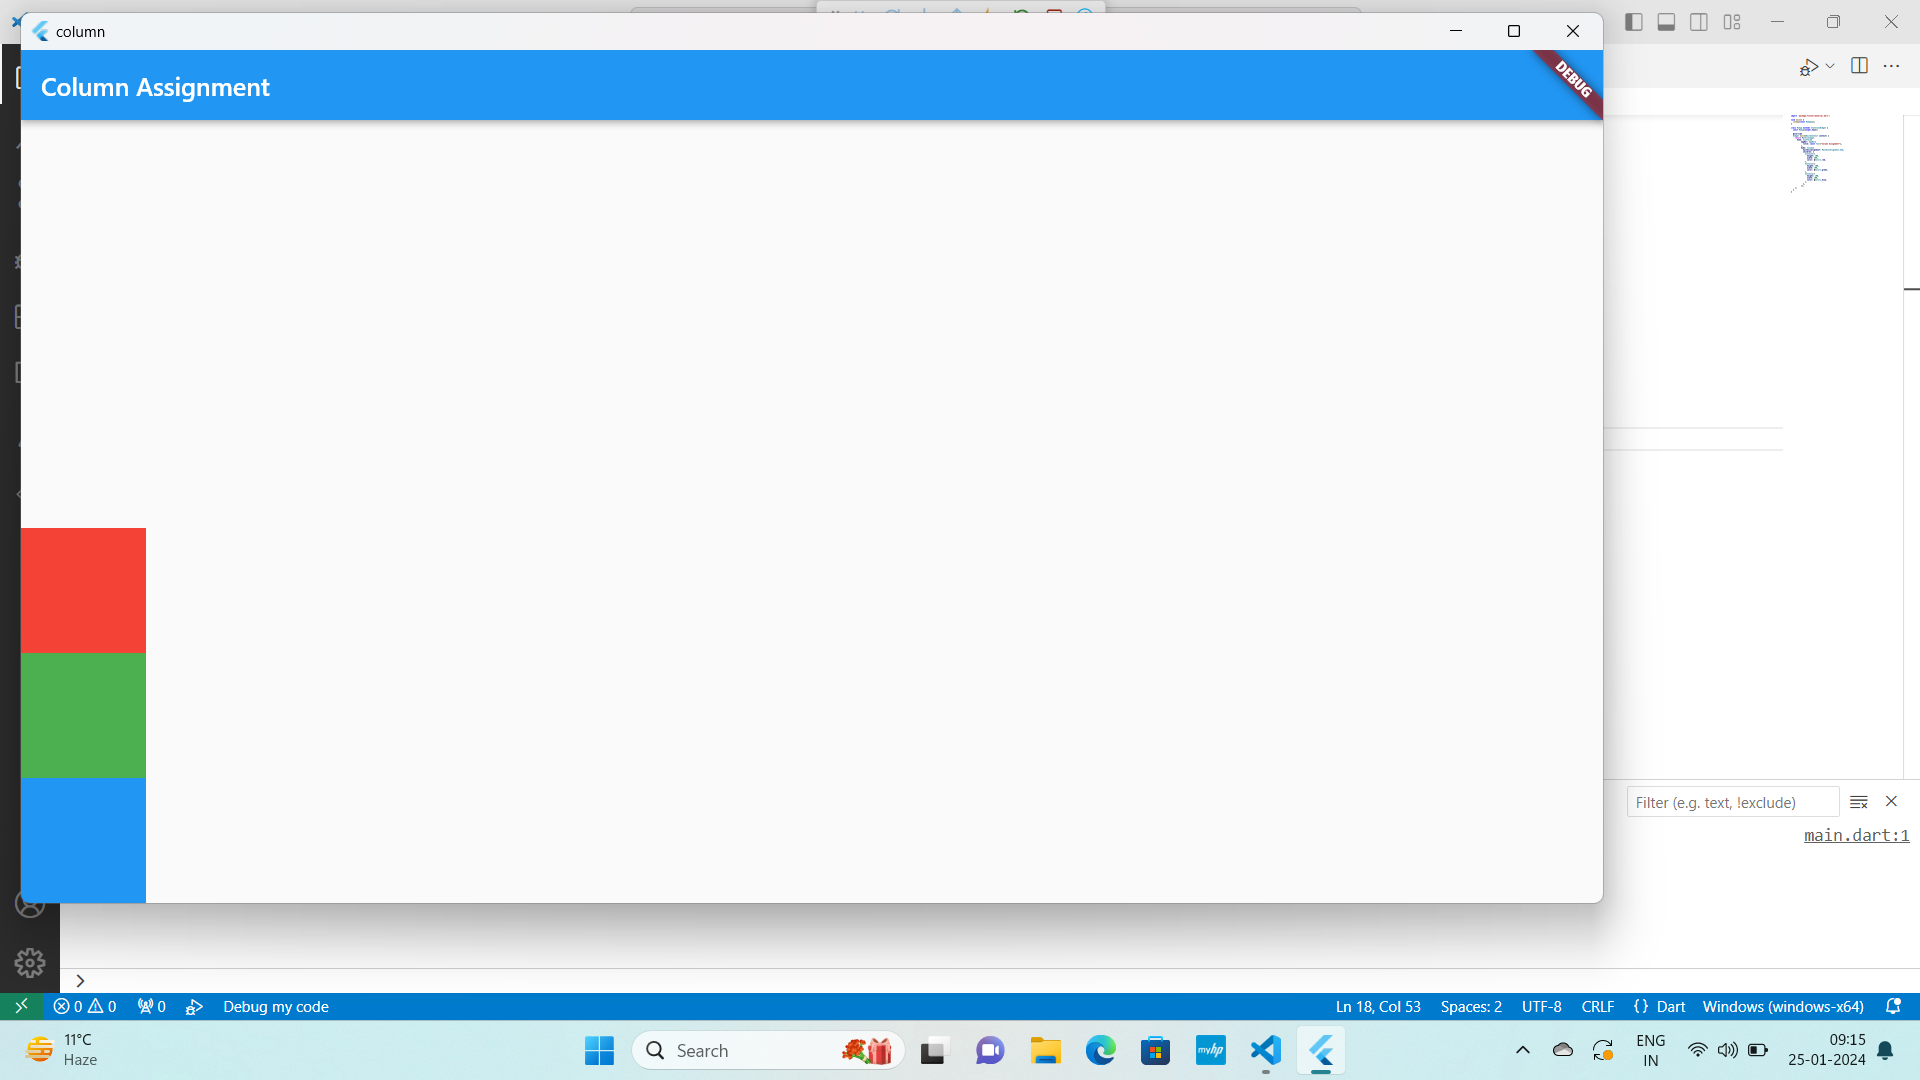 column
Column Assignment
DEBUG
Filter (e.g. text, !exclude)
main.dart:1
0 0 0 Debug my code
Ln 18, Col 53 Spaces: 2 UTF-8 CRLF {} Dart Windows (windows-x64)
11°C
Haze
Search
myhp
ENG
IN
09:15
25-01-2024